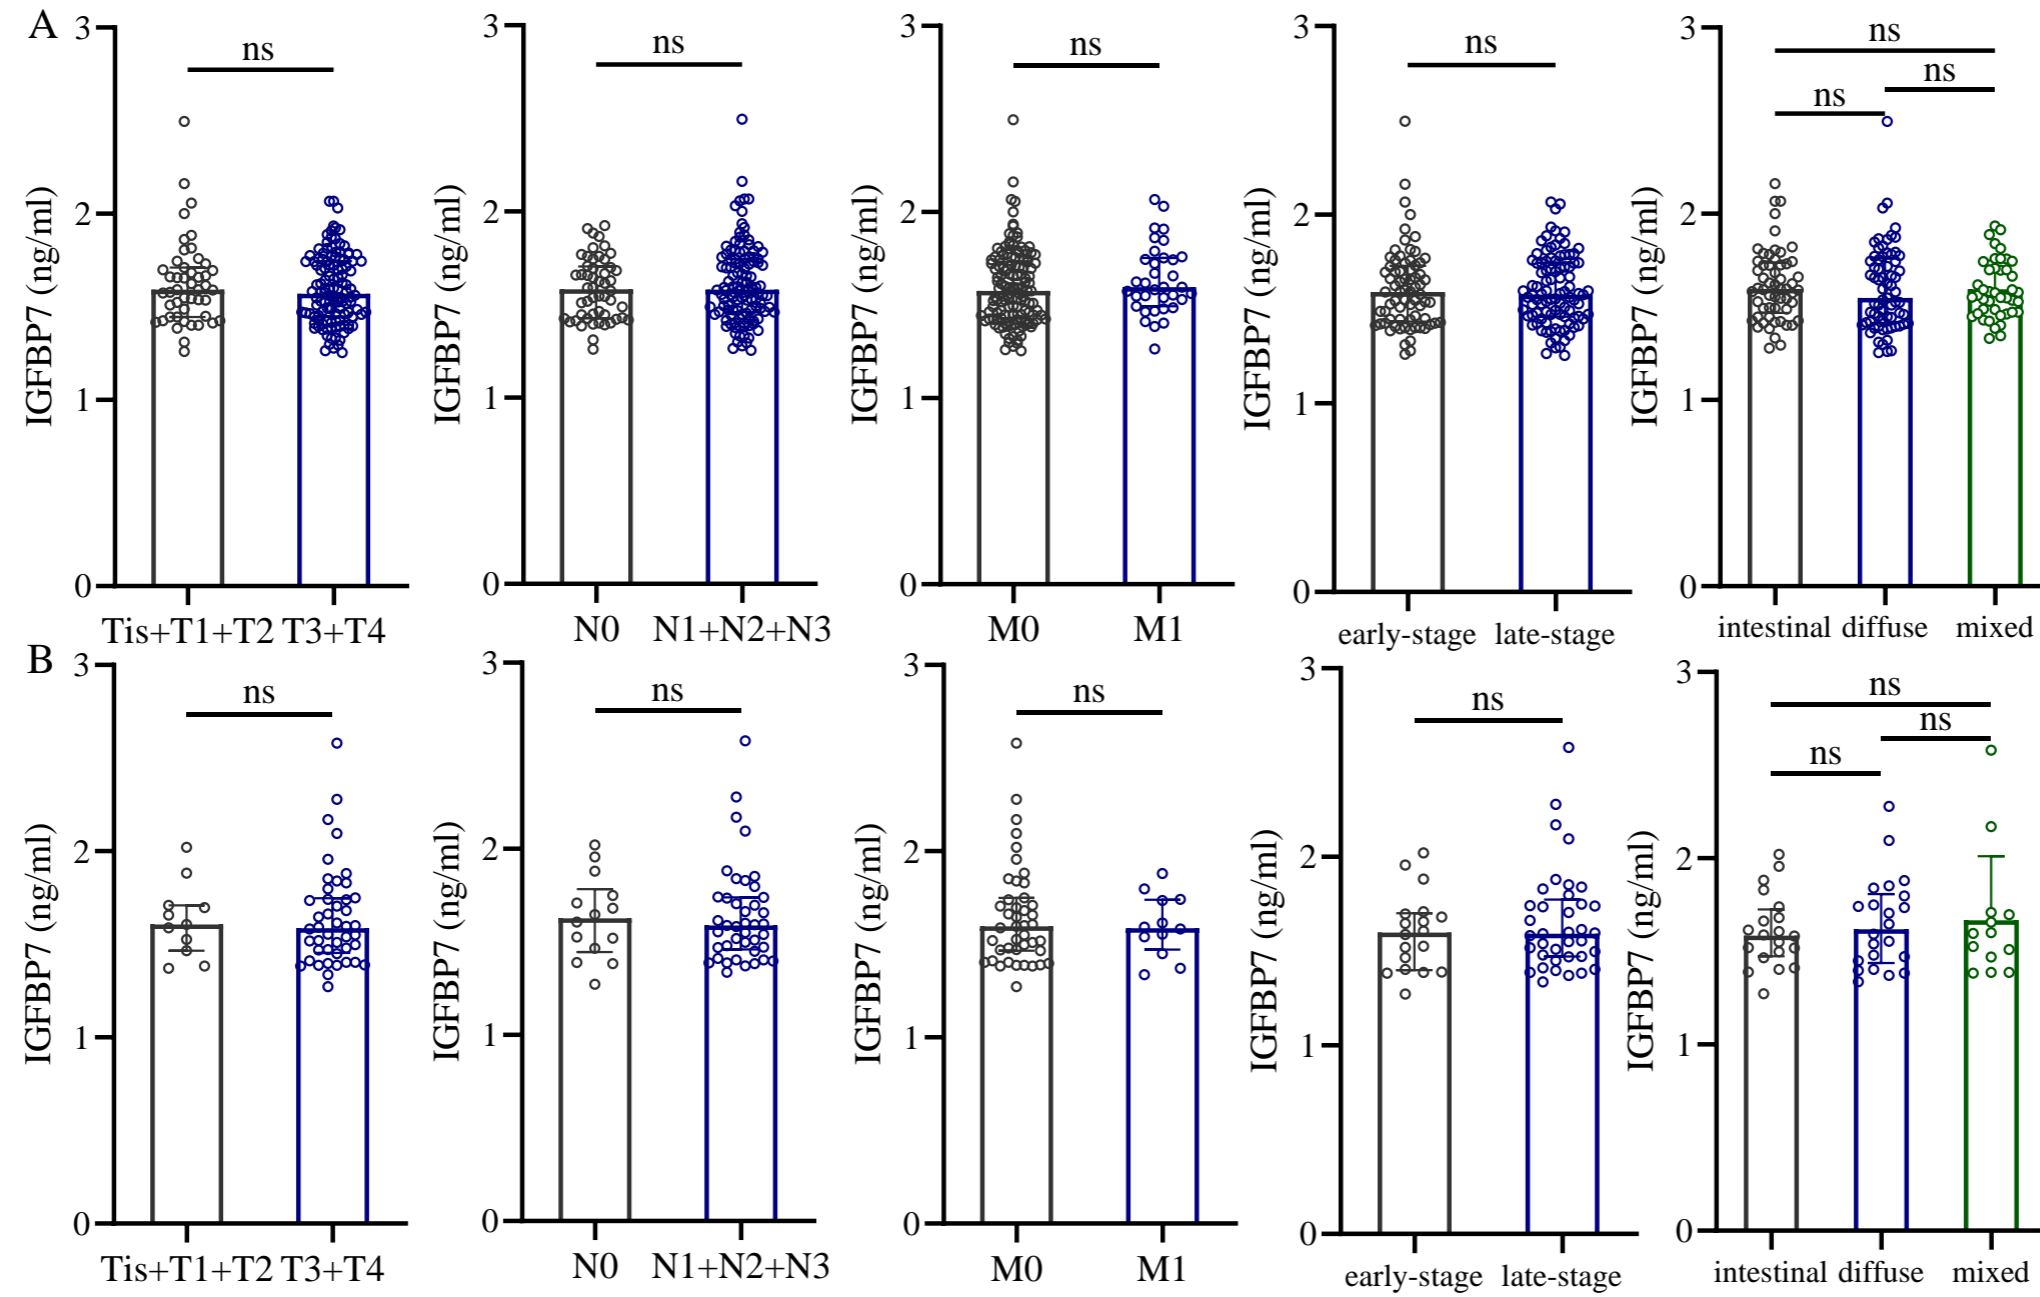 A
3
2
1
0
IGFBP7 (ng/ml)
ns
Tis+T1+T2 T3+T4
3
2
1
0
IGFBP7 (ng/ml)
ns
N0 N1+N2+N3
3
2
1
0
IGFBP7 (ng/ml)
ns
M0 M1
3
2
1
0
IGFBP7 (ng/ml)
ns
early-stage late-stage
3
2
1
0
IGFBP7 (ng/ml)
ns
ns
ns
intestinal diffuse mixed
B
3
2
1
0
IGFBP7 (ng/ml)
ns
Tis+T1+T2 T3+T4
3
2
1
0
IGFBP7 (ng/ml)
ns
N0 N1+N2+N3
3
2
1
0
IGFBP7 (ng/ml)
ns
M0 M1
3
2
1
0
IGFBP7 (ng/ml)
ns
early-stage late-stage
3
2
1
0
IGFBP7 (ng/ml)
ns
ns
ns
intestinal diffuse mixed